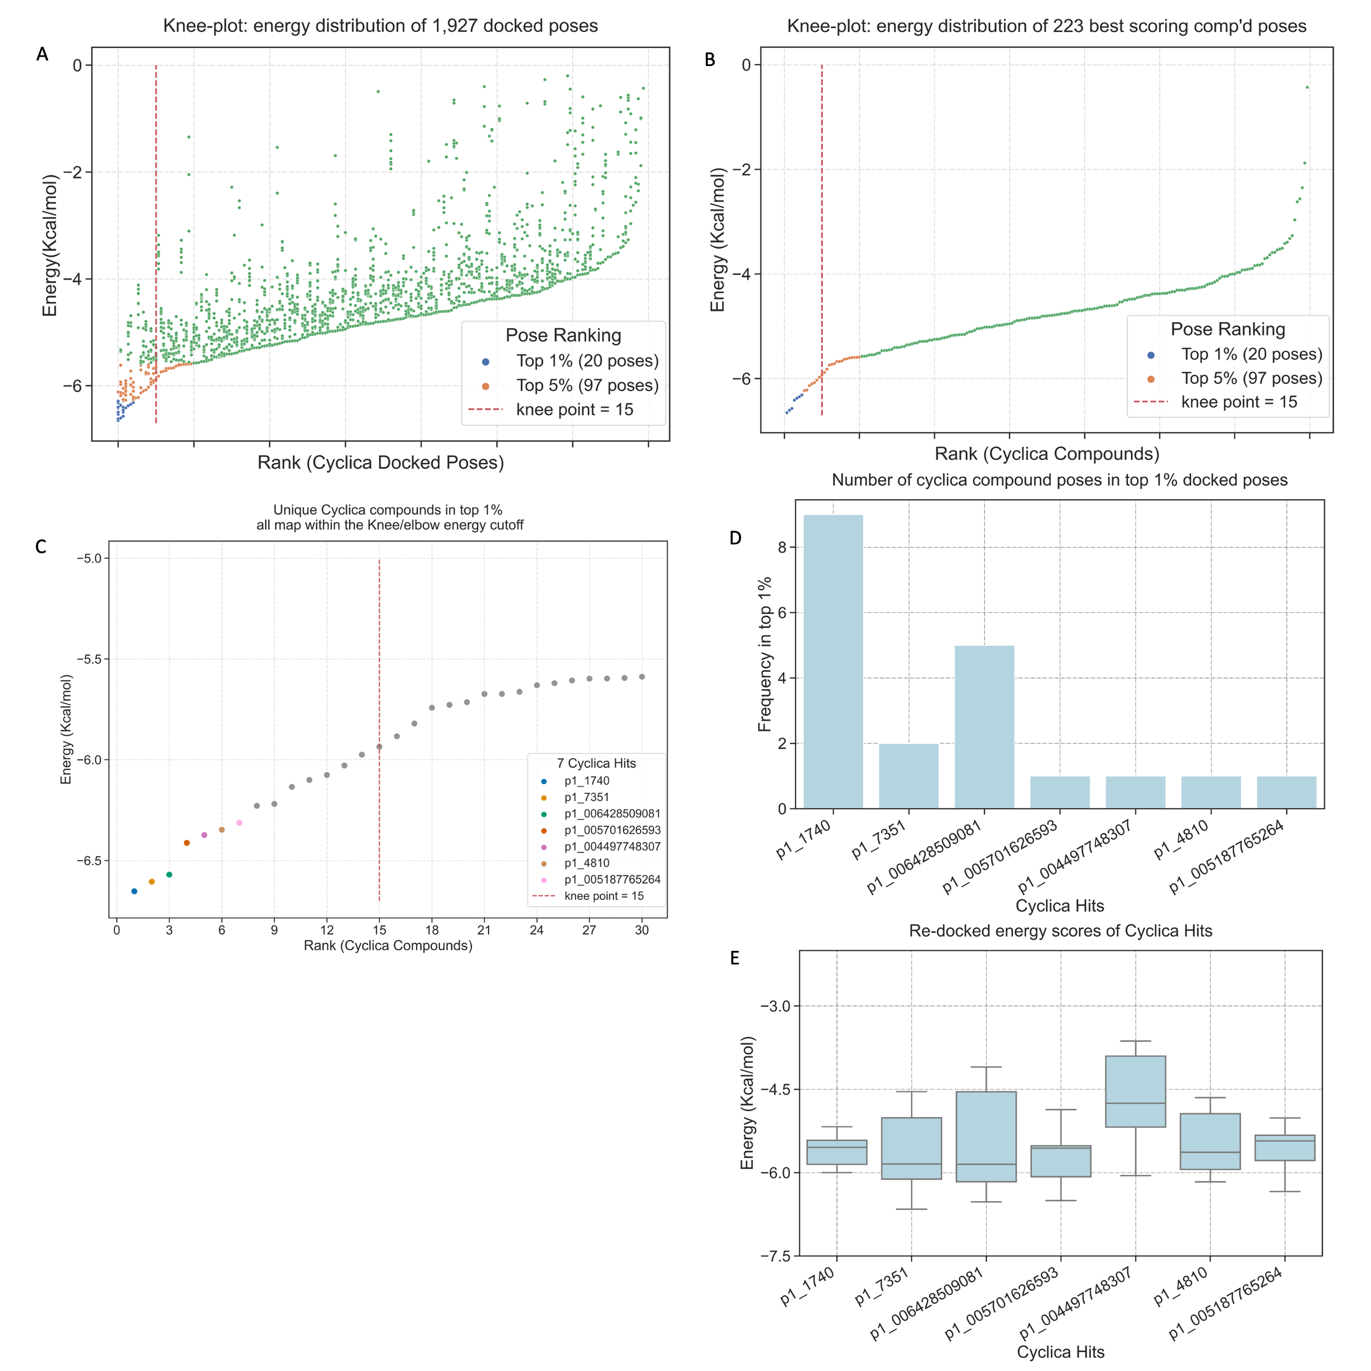 Knee-plot: energy distribution of 1,927 docked poses
A
0
−2
−4
−6
Energy(Kcal/mol)
Pose Ranking
Top 1% (20 poses)
Top 5% (97 poses)
knee point = 15
Rank (Cyclica Docked Poses)
Knee-plot: energy distribution of 223 best scoring comp'd poses
B
0
−2
−4
−6
Energy (Kcal/mol)
Pose Ranking
Top 1% (20 poses)
Top 5% (97 poses)
knee point = 15
Rank (Cyclica Compounds)
Unique Cyclica compounds in top 1%
all map within the Knee/elbow energy cutoff
C
−5.0
−5.5
−6.0
−6.5
Energy (Kcal/mol)
7 Cyclica Hits
p1_1740
p1_7351
p1_006428509081
p1_005701626593
p1_004497748307
p1_4810
p1_005187765264
knee point = 15
0 3 6 9 12 15 18 21 24 27 30
Rank (Cyclica Compounds)
Number of cyclica compound poses in top 1% docked poses
D
8
6
4
2
0
Frequency in top 1%
p1_1740
p1_7351
p1_006428509081
p1_005701626593
p1_004497748307
p1_4810
p1_005187765264
Cyclica Hits
Re-docked energy scores of Cyclica Hits
E
−3.0
−4.5
−6.0
−7.5
Energy (Kcal/mol)
p1_1740
p1_7351
p1_006428509081
p1_005701626593
p1_004497748307
p1_4810
p1_005187765264
Cyclica Hits